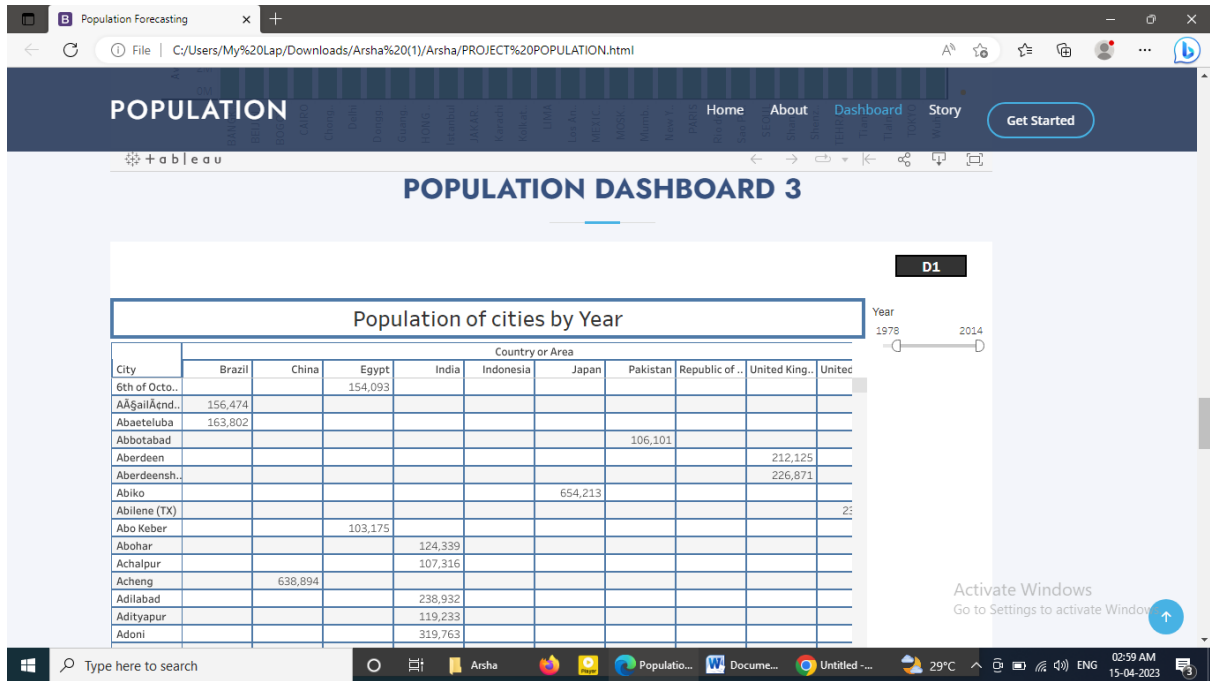 Population Forecasting
File C:/Users/My%20Lap/Downloads/Arsha%20(1)/Arsha/PROJECT%20POPULATION.html
POPULATION Home About Dashboard Story Get Started
+ a b | e a u
POPULATION DASHBOARD 3
D1
Population of cities by Year
Year
1978 2014
Country or Area
City Brazil China Egypt India Indonesia Japan Pakistan Republic of .. United King.. United
6th of Octo.. 154,093
AÃ§ailÃ¢nd.. 156,474
Abaeteluba 163,802
Abbotabad 106,101
Aberdeen 212,125
Aberdeensh.. 226,871
Abiko 654,213
Abilene (TX) 23
Abo Keber 103,175
Abohar 124,339
Achalpur 107,316
Acheng 638,894
Adilabad 238,932
Adityapur 119,233
Adoni 319,763
Activate Windows
Go to Settings to activate Window
Type here to search Arsha Populatio... Docume... Untitled -... 29°C ENG 02:59 AM
15-04-2023